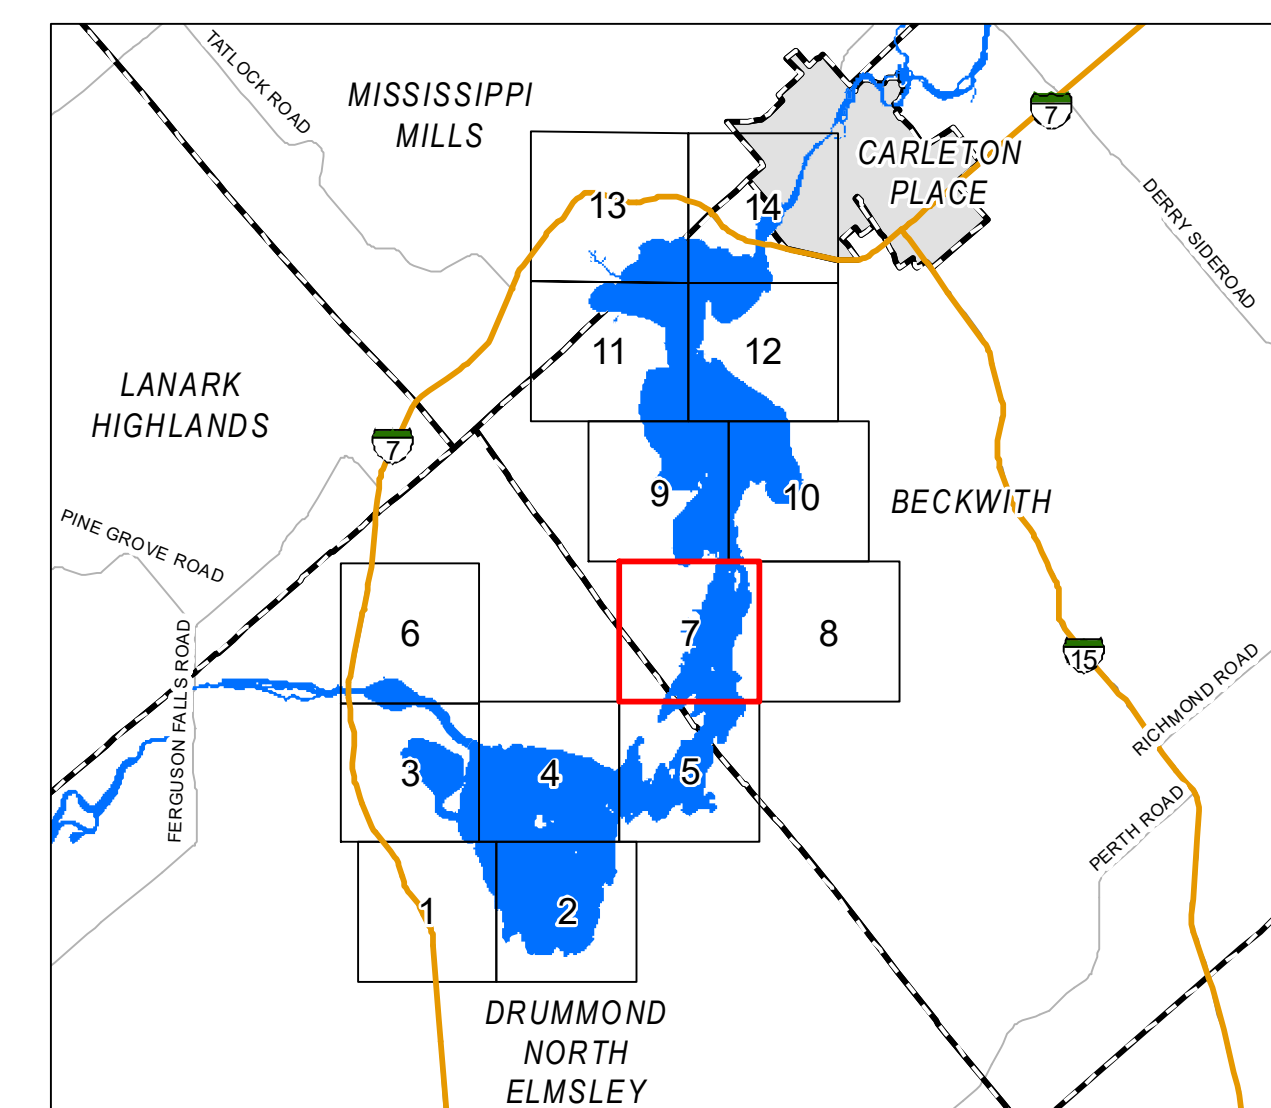 TATLOCK ROAD
MISSISSIPPI
MILLS
7
CARLETON
PLACE
DERRY SIDEROAD
13
14
11
12
LANARK
HIGHLANDS
7
9
10
BECKWITH
PINE GROVE ROAD
6
7
8
FERGUSON FALLS ROAD
15
RICHMOND ROAD
3
4
5
PERTH ROAD
1
2
DRUMMOND
NORTH
ELMSLEY